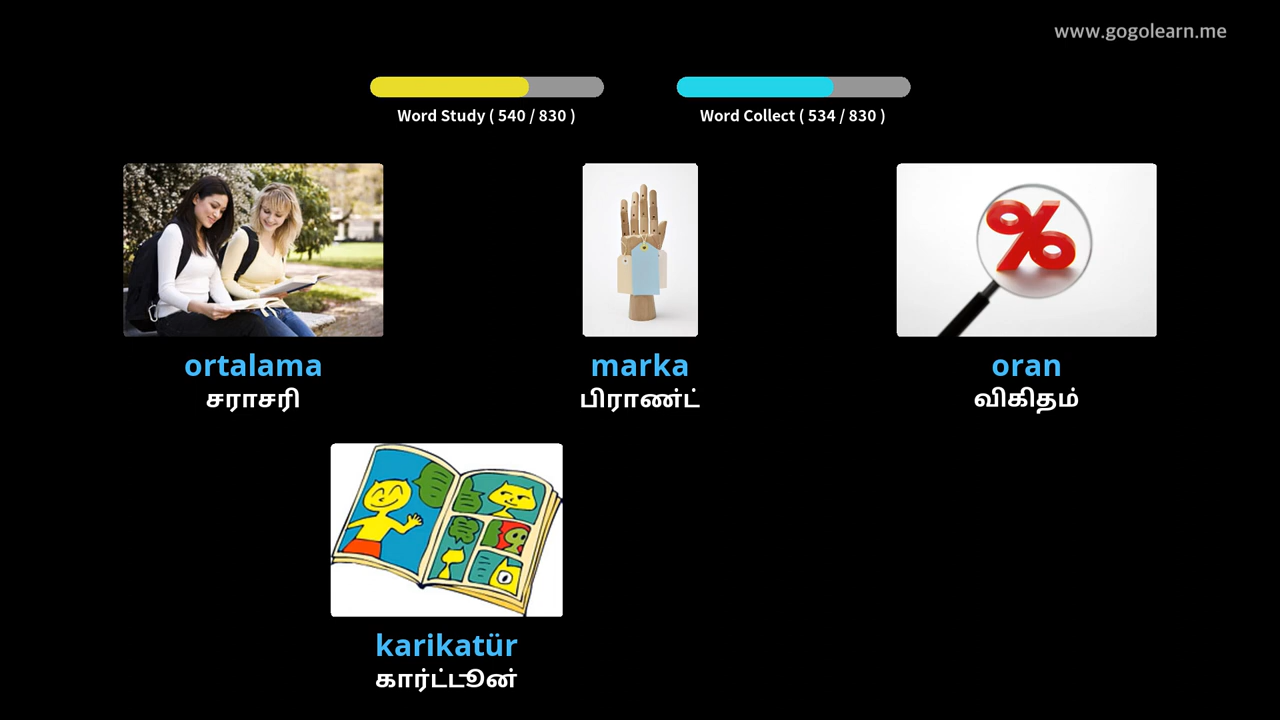 www.gogolearn.me
Word Study ( 540 / 830 )
Word Collect ( 534 / 830 )
ortalama
சராசரி
marka
பிராண்ட்
oran
விகிதம்
karikatür
கார்ட்டூன்